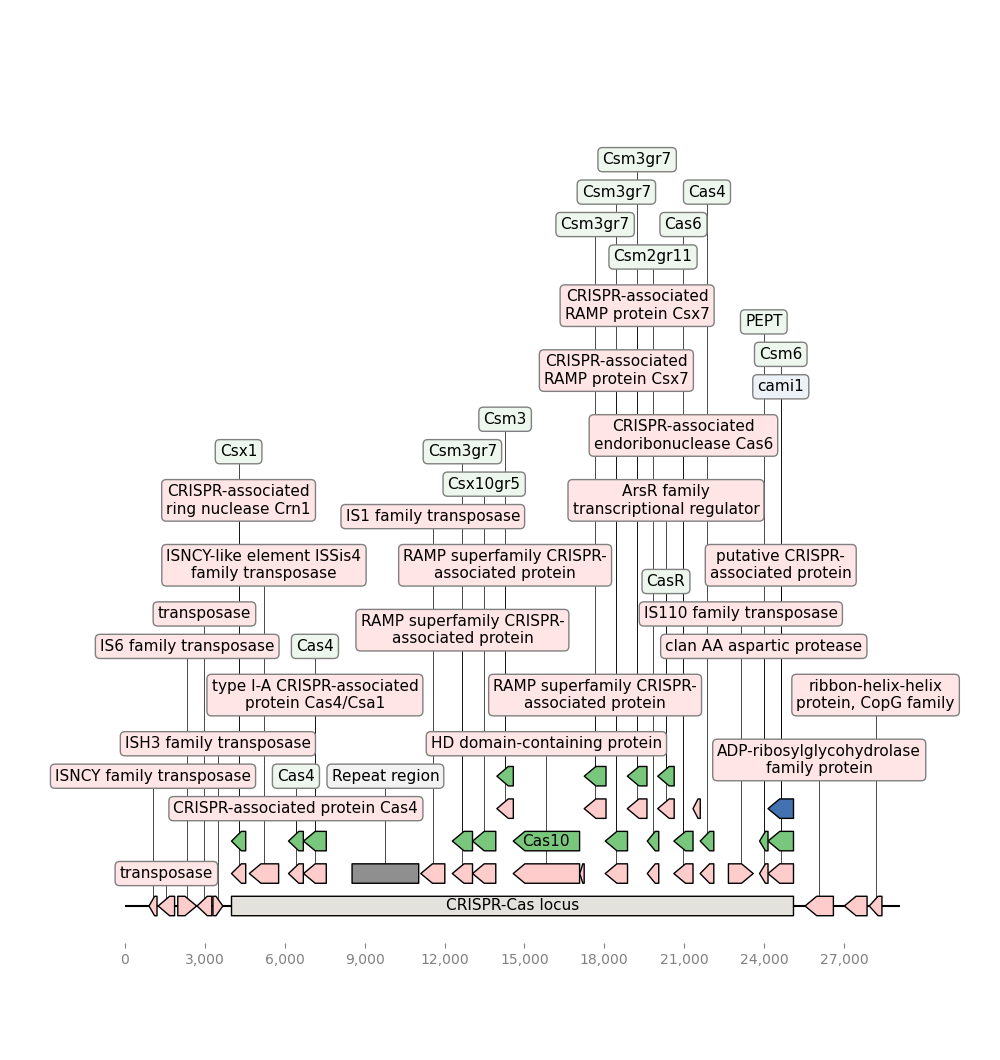 Csm3gr7
Csm3gr7
Cas4
Csm3gr7
Cas6
Csm2gr11
CRISPR-associated
RAMP protein Csx7
PEPT
Csm6
CRISPR-associated
RAMP protein Csx7
cami1
Csm3
CRISPR-associated
endoribonuclease Cas6
Csx1
Csm3gr7
Csx10gr5
CRISPR-associated
ring nuclease Crn1
ArsR family
transcriptional regulator
IS1 family transposase
ISNCY-like element ISSis4
family transposase
RAMP superfamily CRISPR-
associated protein
putative CRISPR-
associated protein
CasR
transposase
IS110 family transposase
RAMP superfamily CRISPR-
associated protein
IS6 family transposase
Cas4
clan AA aspartic protease
type I-A CRISPR-associated
protein Cas4/Csa1
RAMP superfamily CRISPR-
associated protein
ribbon-helix-helix
protein, CopG family
ISH3 family transposase
HD domain-containing protein
ADP-ribosylglycohydrolase
family protein
ISNCY family transposase
Cas4
Repeat region
CRISPR-associated protein Cas4
Cas10
transposase
CRISPR-Cas locus
0
3,000
6,000
9,000
12,000
15,000
18,000
21,000
24,000
27,000